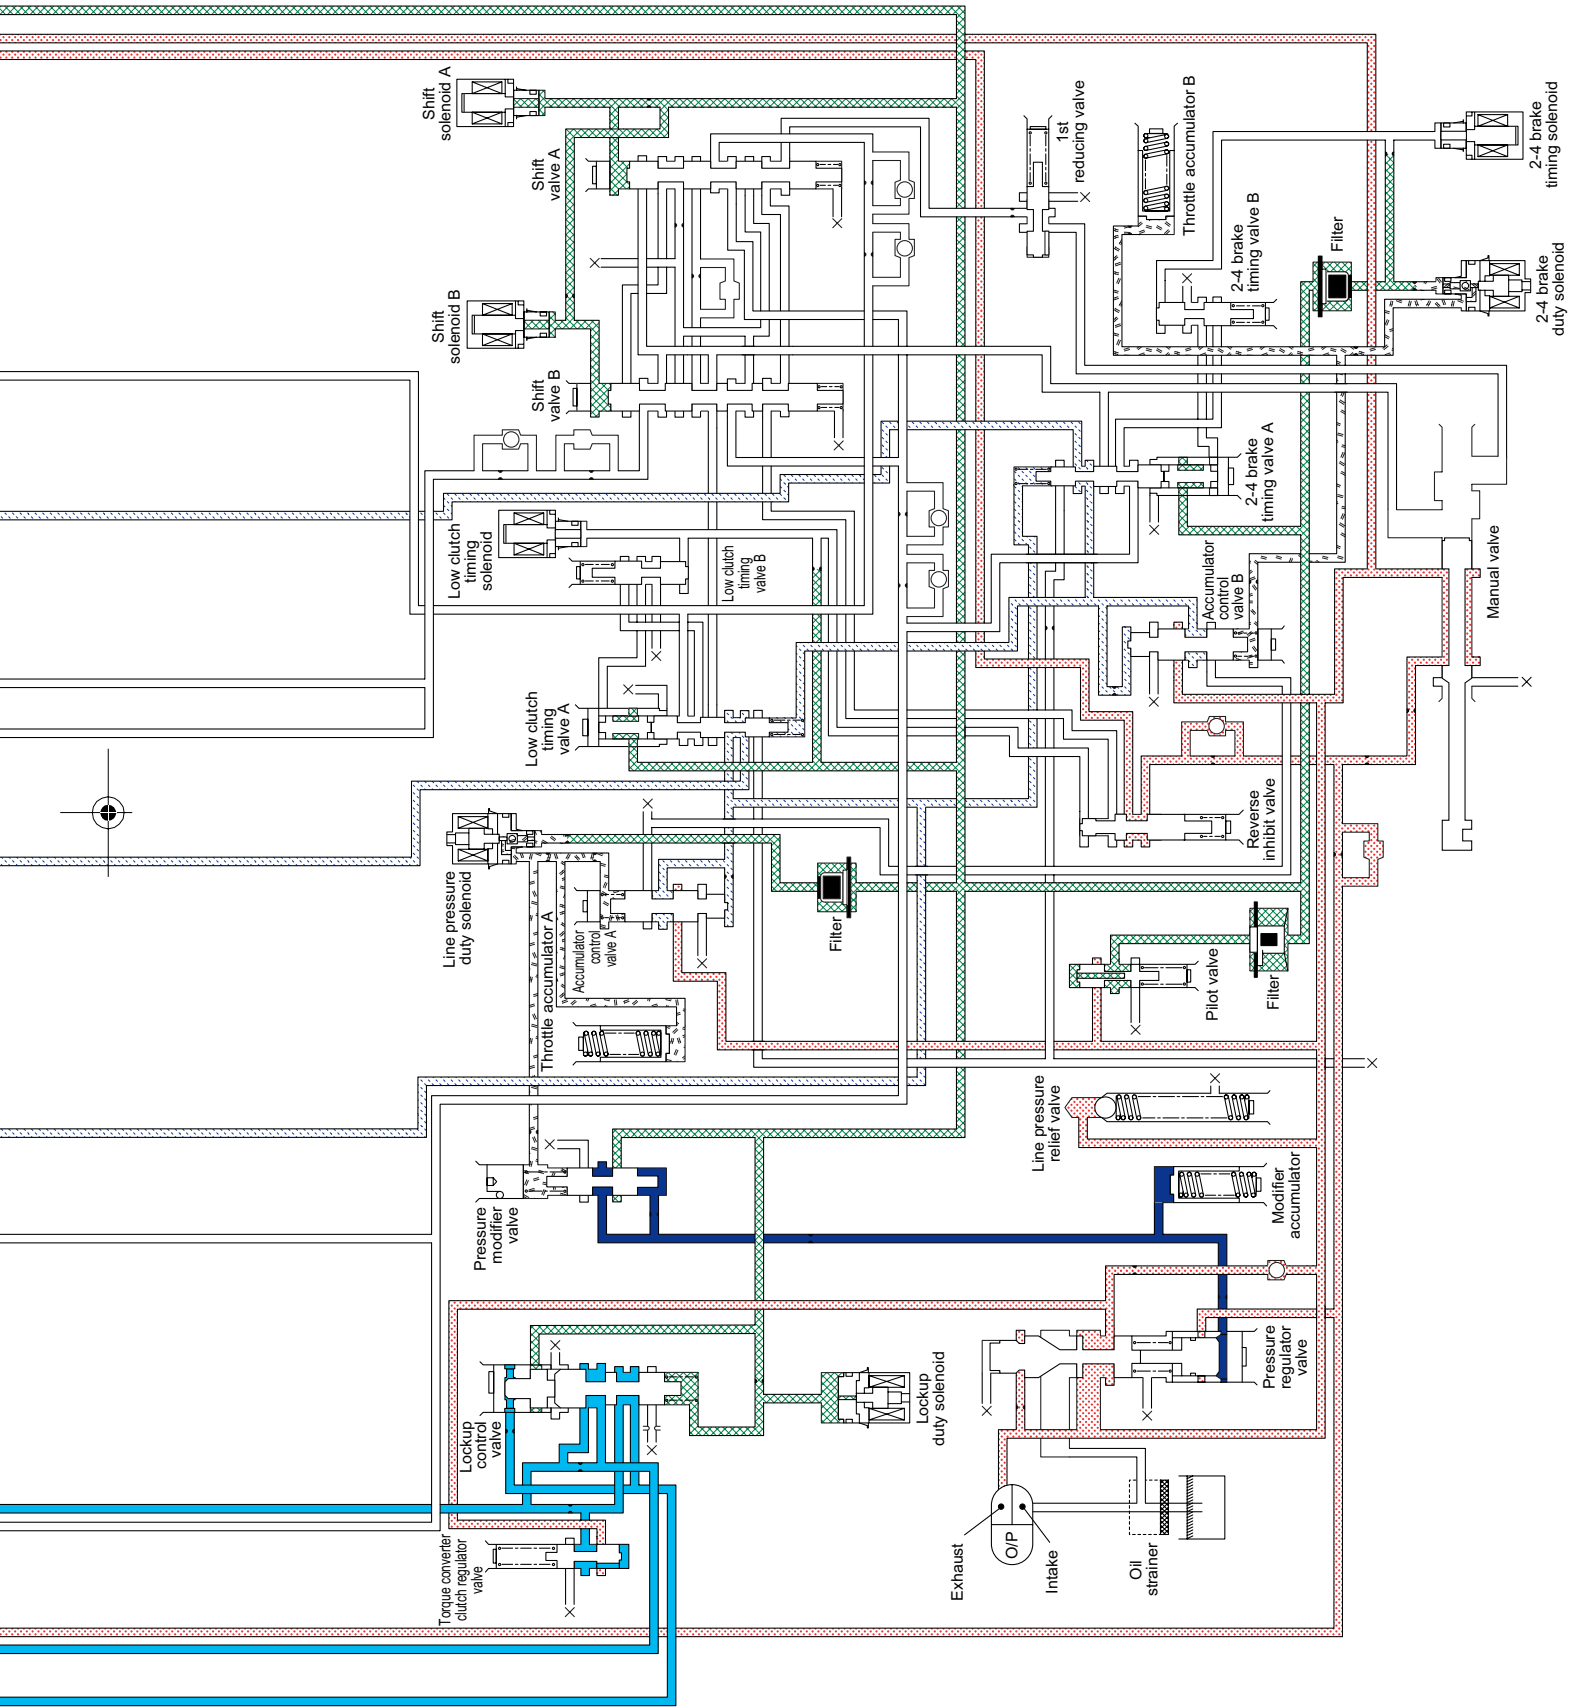 Shift
solenoid A
Shift
valve A
Shift
solenoid B
Shift
valve B
1st
reducing valve
Throttle accumulator B
2-4 brake
timing valve B
Filter
2-4 brake
timing solenoid
2-4 brake
duty solenoid
Low clutch
timing
solenoid
Low clutch
timing
valve B
Low clutch
timing
valve A
2-4 brake
timing valve A
Accumulator
control
valve B
Manual valve
Reverse
inhibit valve
Line pressure
duty solenoid
Throttle accumulator A
Accumulator
control
valve A
Filter
Pilot valve
Filter
Line pressure
relief valve
Pressure
modifier
valve
Modifier
accumulator
Lockup
control
valve
Lockup
duty solenoid
Pressure
regulator
valve
Torque converter
clutch regulator
valve
Exhaust
O/P
Intake
Oil
strainer